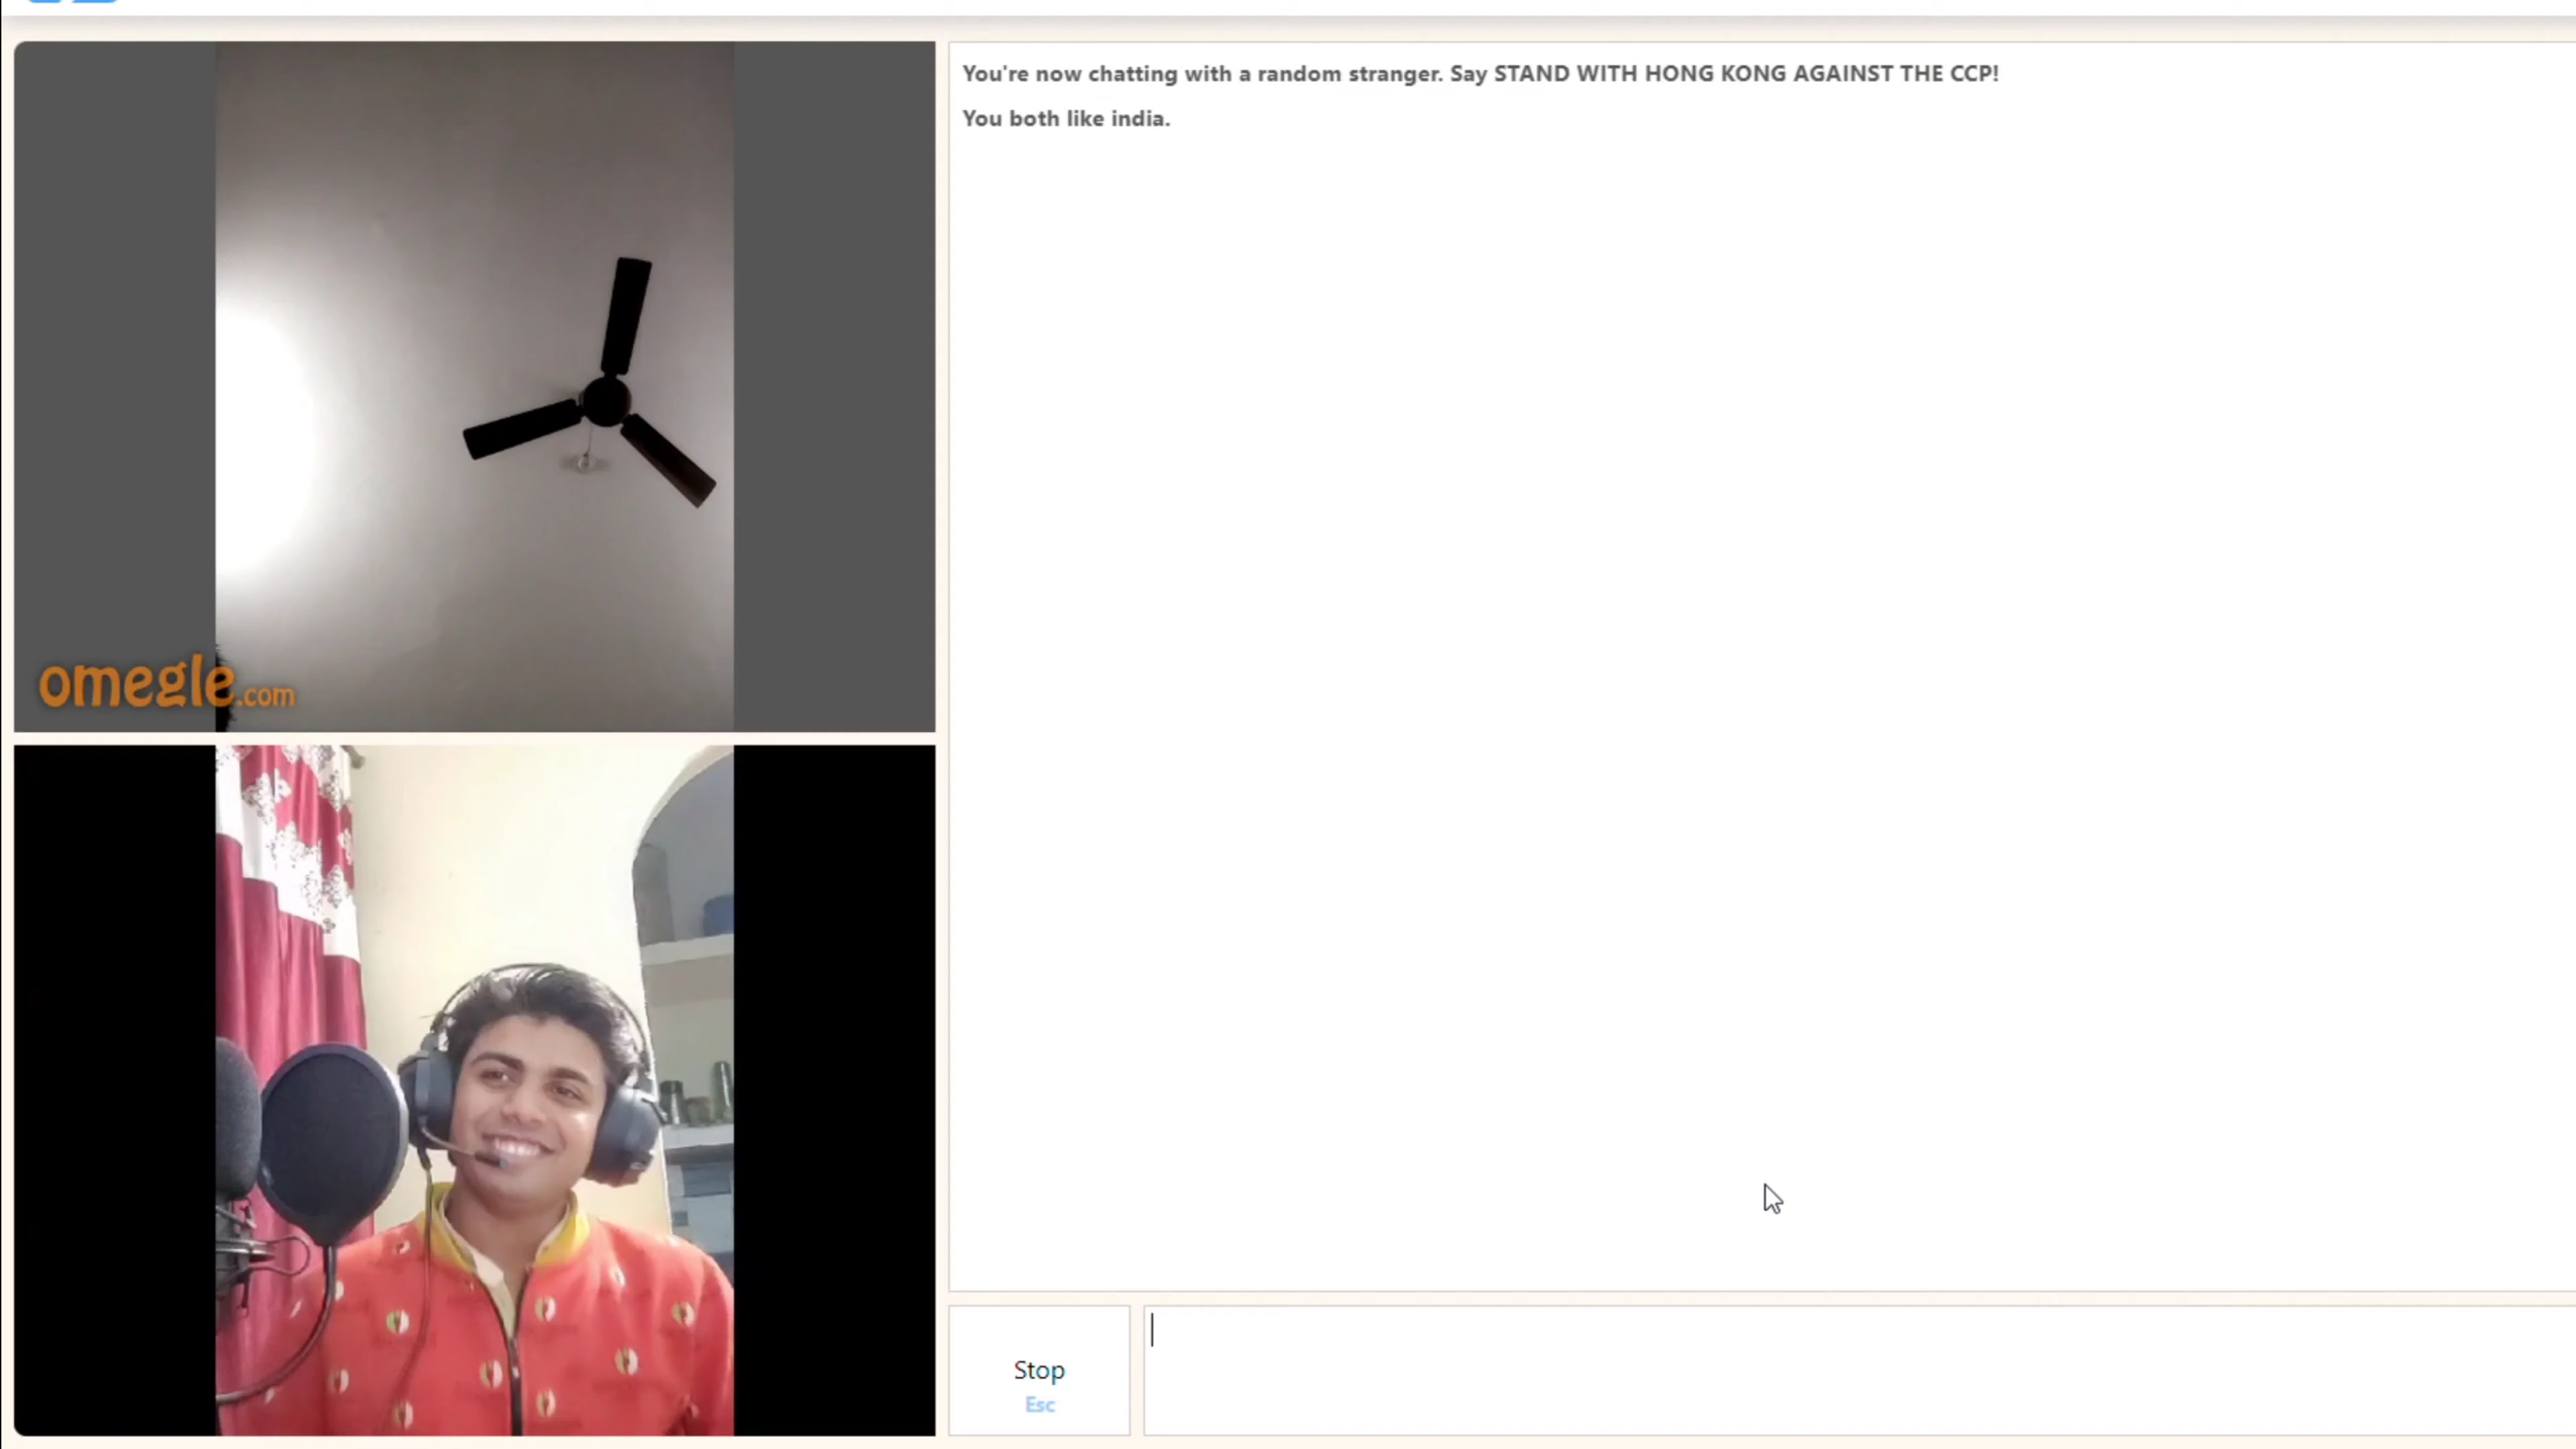 You're now chatting with a random stranger. Say STAND WITH HONG KONG AGAINST THE CCP!
You both like india.
omegle.com
Stop
Esc